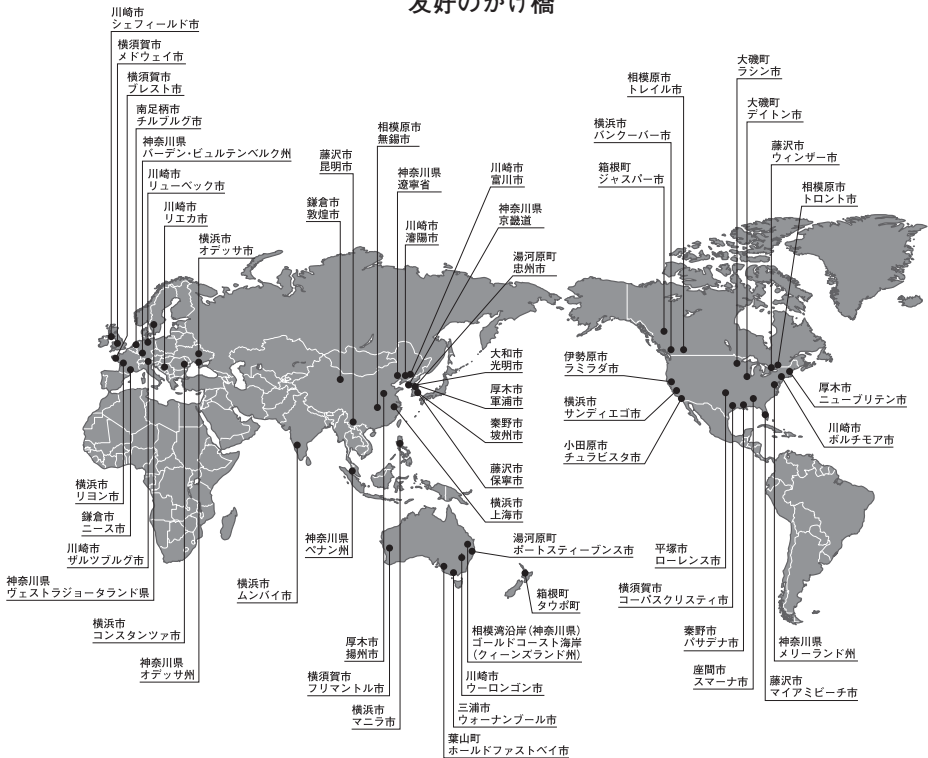 友好のかけ橋
川崎市
シェフィールド市
横須賀市
メドウェイ市
横須賀市
ブレスト市
南足柄市
チルブルグ市
神奈川県
バーデン・ビュルテンベルク州
川崎市
リューベック市
川崎市
リエカ市
横浜市
オデッサ市
鎌倉市
敦煌市
藤沢市
昆明市
相模原市
無錫市
神奈川県
遼寧省
川崎市
瀋陽市
川崎市
富川市
神奈川県
京畿道
湯河原町
忠州市
大和市
光明市
厚木市
軍浦市
秦野市
坡州市
藤沢市
保寧市
横浜市
上海市
相模原市
トレイル市
横浜市
バンクーバー市
箱根町
ジャスパー市
大磯町
ラシン市
大磯町
デイトン市
藤沢市
ウィンザー市
相模原市
トロント市
伊勢原市
ラミラダ市
横浜市
サンディエゴ市
小田原市
チュラビスタ市
厚木市
ニューブリテン市
川崎市
ボルチモア市
横浜市
リヨン市
鎌倉市
ニース市
川崎市
ザルツブルグ市
神奈川県
ヴェストラジョータランド県
横浜市
コンスタンツァ市
神奈川県
オデッサ州
横浜市
ムンバイ市
神奈川県
ペナン州
厚木市
揚州市
横須賀市
フリマントル市
横浜市
マニラ市
湯河原町
ポートスティーブンス市
箱根町
タウポ町
相模湾沿岸(神奈川県)
ゴールドコースト海岸
(クィーンズランド州)
川崎市
ウーロンゴン市
三浦市
ウォーナンブール市
葉山町
ホールドファストベイ市
平塚市
ローレンス市
横須賀市
コーパスクリスティ市
秦野市
パサデナ市
座間市
スマーナ市
神奈川県
メリーランド州
藤沢市
マイアミビーチ市